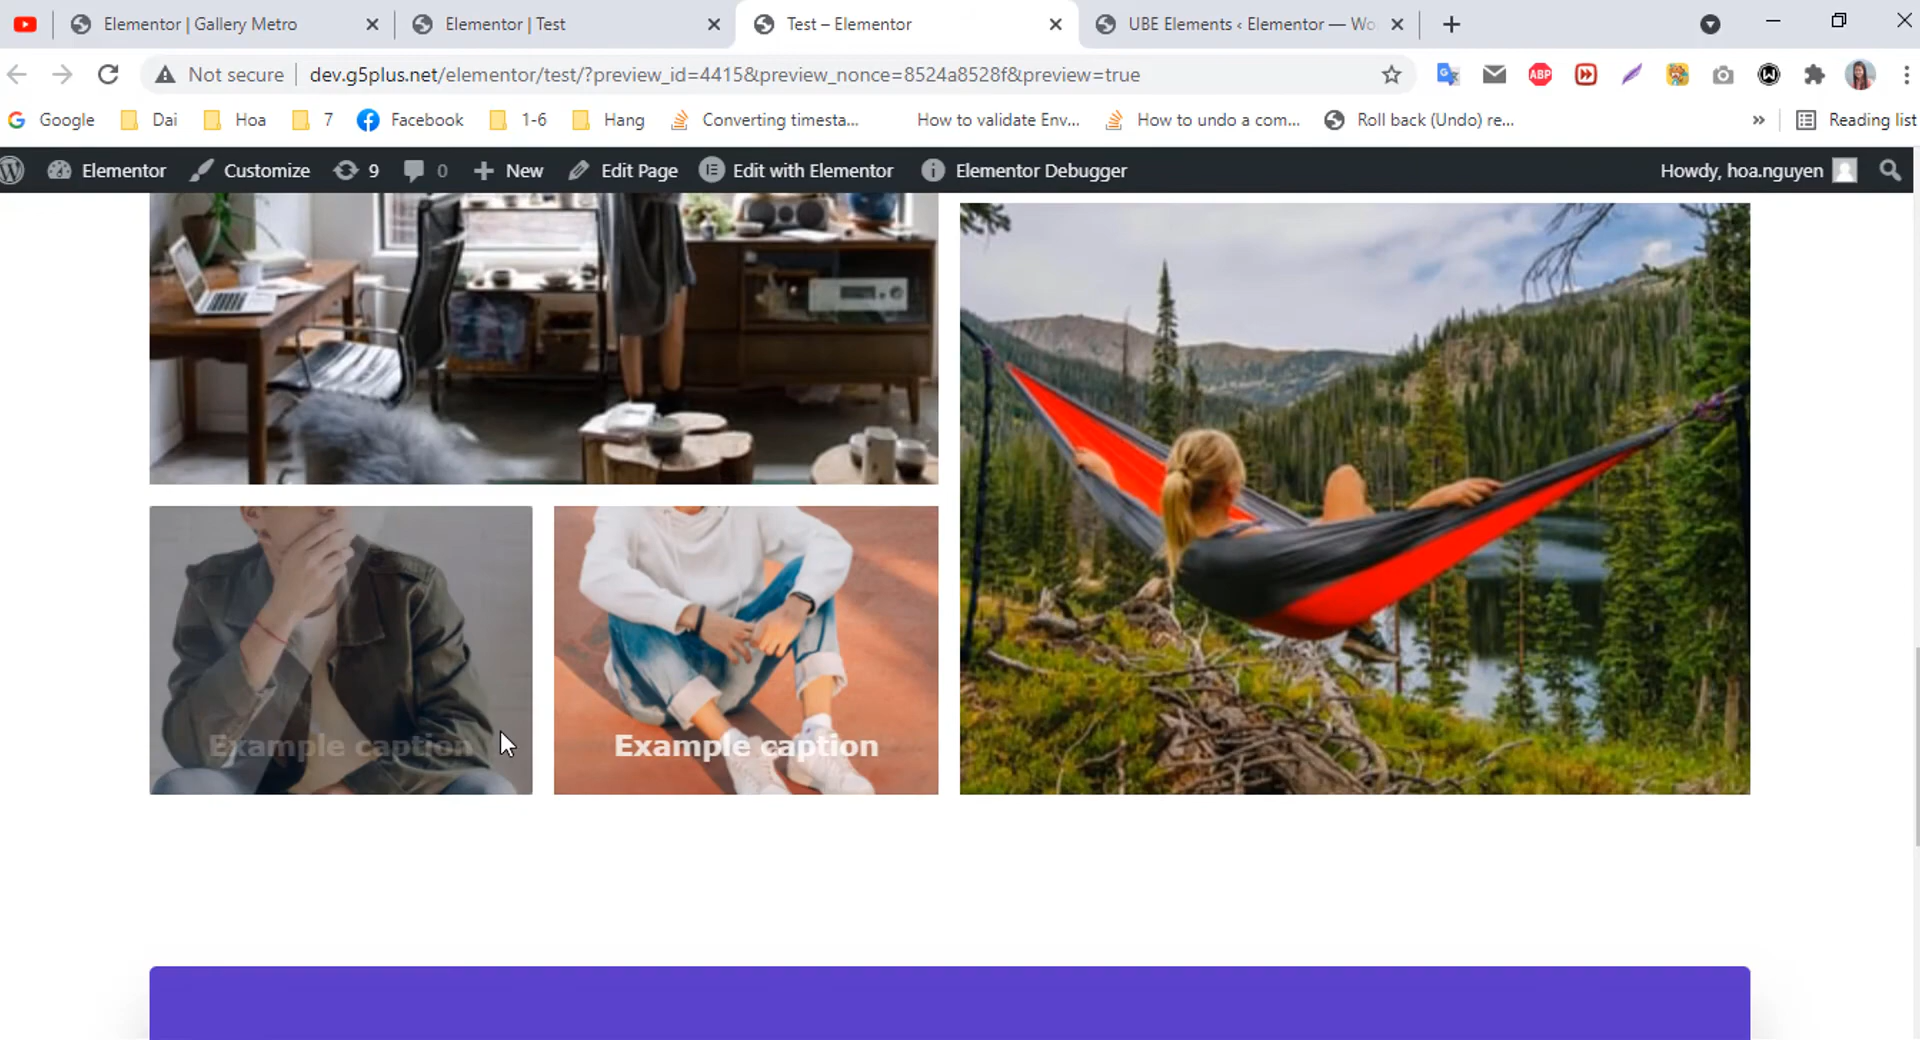 Elementor | Gallery Metro
Elementor | Test
Test – Elementor
UBE Elements ‹ Elementor — Wo
Not secure
dev.g5plus.net/elementor/test/?preview_id=4415&preview_nonce=8524a8528f&preview=true
ABP
Google
Dai
Hoa
7
Facebook
1-6
Hang
Converting timesta...
How to validate Env...
How to undo a com...
Roll back (Undo) re...
»
Reading list
Elementor
Customize
9
0
New
Edit Page
Edit with Elementor
Elementor Debugger
Howdy, hoa.nguyen
Example caption
Example caption